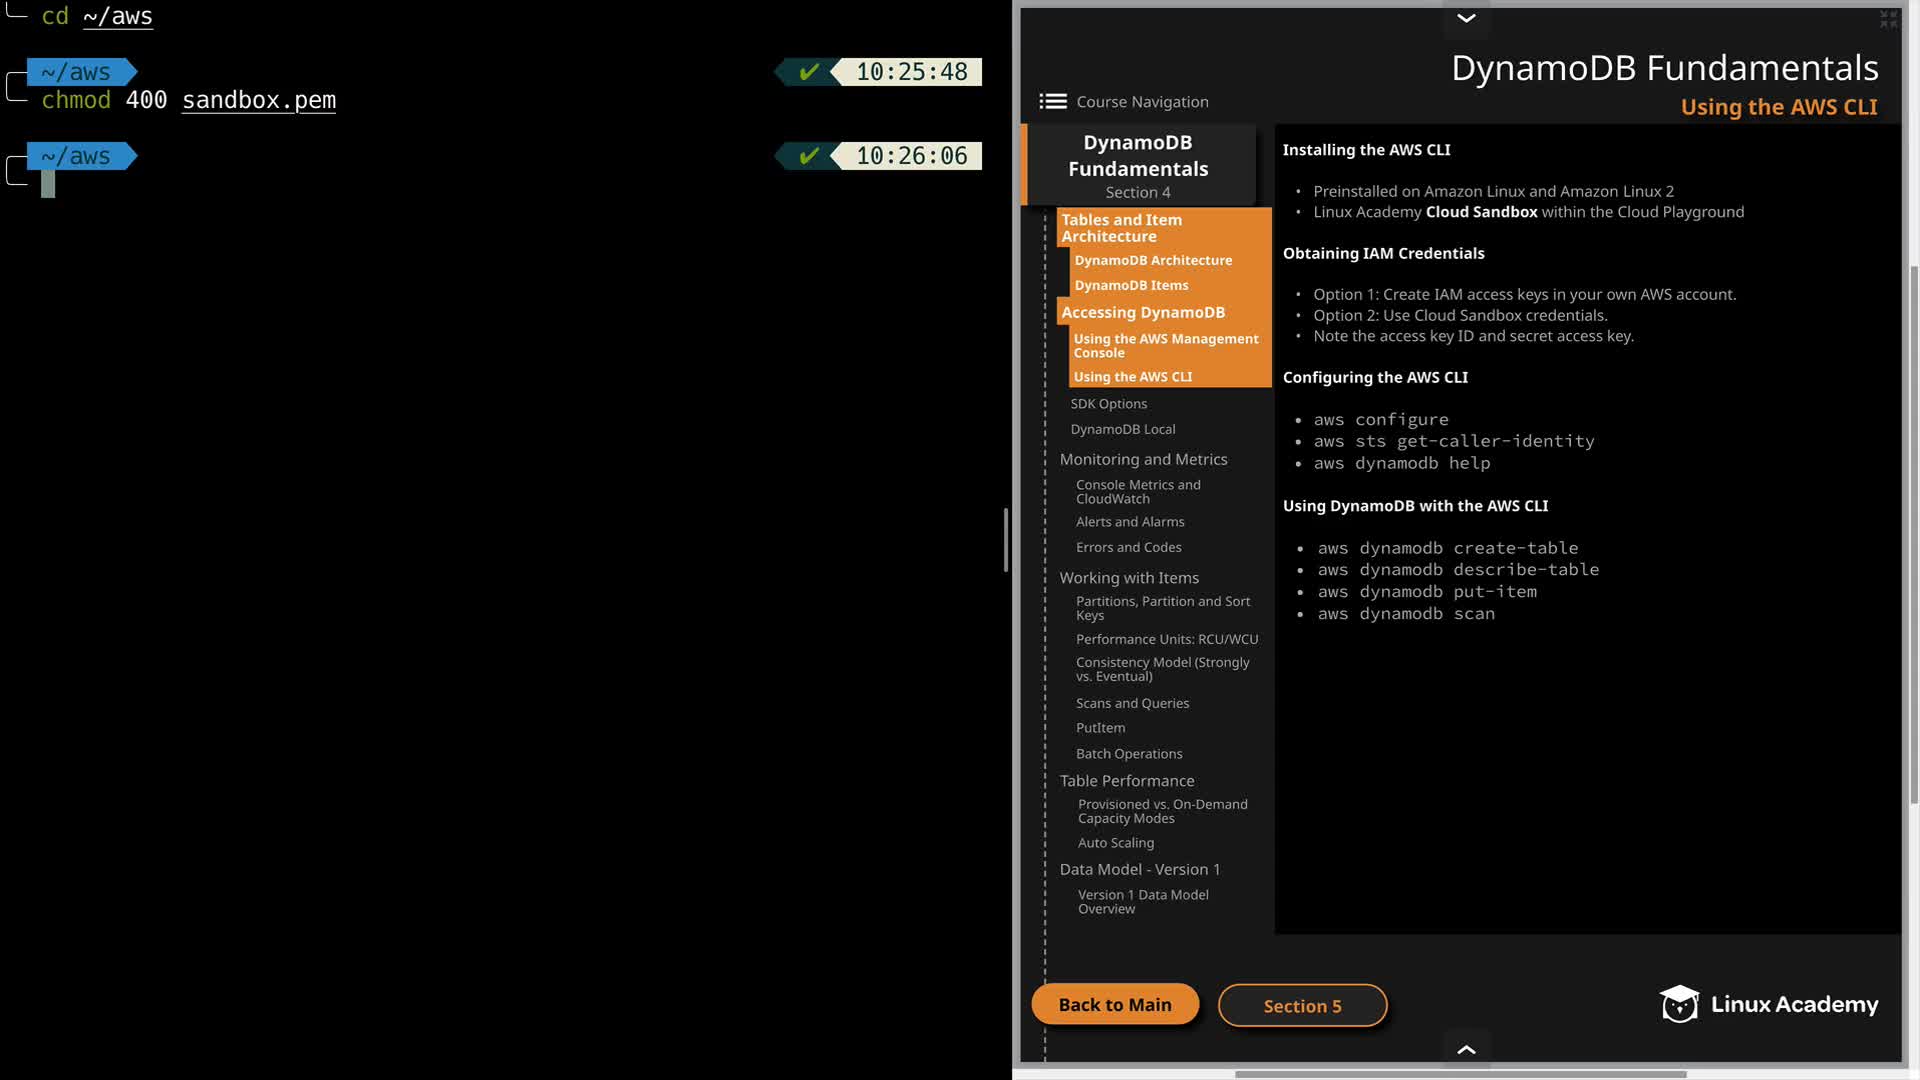 cd ~/aws
~/aws ✔ 10:25:48
chmod 400 sandbox.pem
~/aws ✔ 10:26:06
DynamoDB Fundamentals
Using the AWS CLI
Course Navigation
DynamoDB
Fundamentals
Section 4
Tables and Item
Architecture
DynamoDB Architecture
DynamoDB Items
Accessing DynamoDB
Using the AWS Management
Console
Using the AWS CLI
SDK Options
DynamoDB Local
Monitoring and Metrics
Console Metrics and
CloudWatch
Alerts and Alarms
Errors and Codes
Working with Items
Partitions, Partition and Sort
Keys
Performance Units: RCU/WCU
Consistency Model (Strongly
vs. Eventual)
Scans and Queries
PutItem
Batch Operations
Table Performance
Provisioned vs. On-Demand
Capacity Modes
Auto Scaling
Data Model - Version 1
Version 1 Data Model
Overview
Installing the AWS CLI
• Preinstalled on Amazon Linux and Amazon Linux 2
• Linux Academy Cloud Sandbox within the Cloud Playground
Obtaining IAM Credentials
• Option 1: Create IAM access keys in your own AWS account.
• Option 2: Use Cloud Sandbox credentials.
• Note the access key ID and secret access key.
Configuring the AWS CLI
• aws configure
• aws sts get-caller-identity
• aws dynamodb help
Using DynamoDB with the AWS CLI
• aws dynamodb create-table
• aws dynamodb describe-table
• aws dynamodb put-item
• aws dynamodb scan
Back to Main
Section 5
Linux Academy